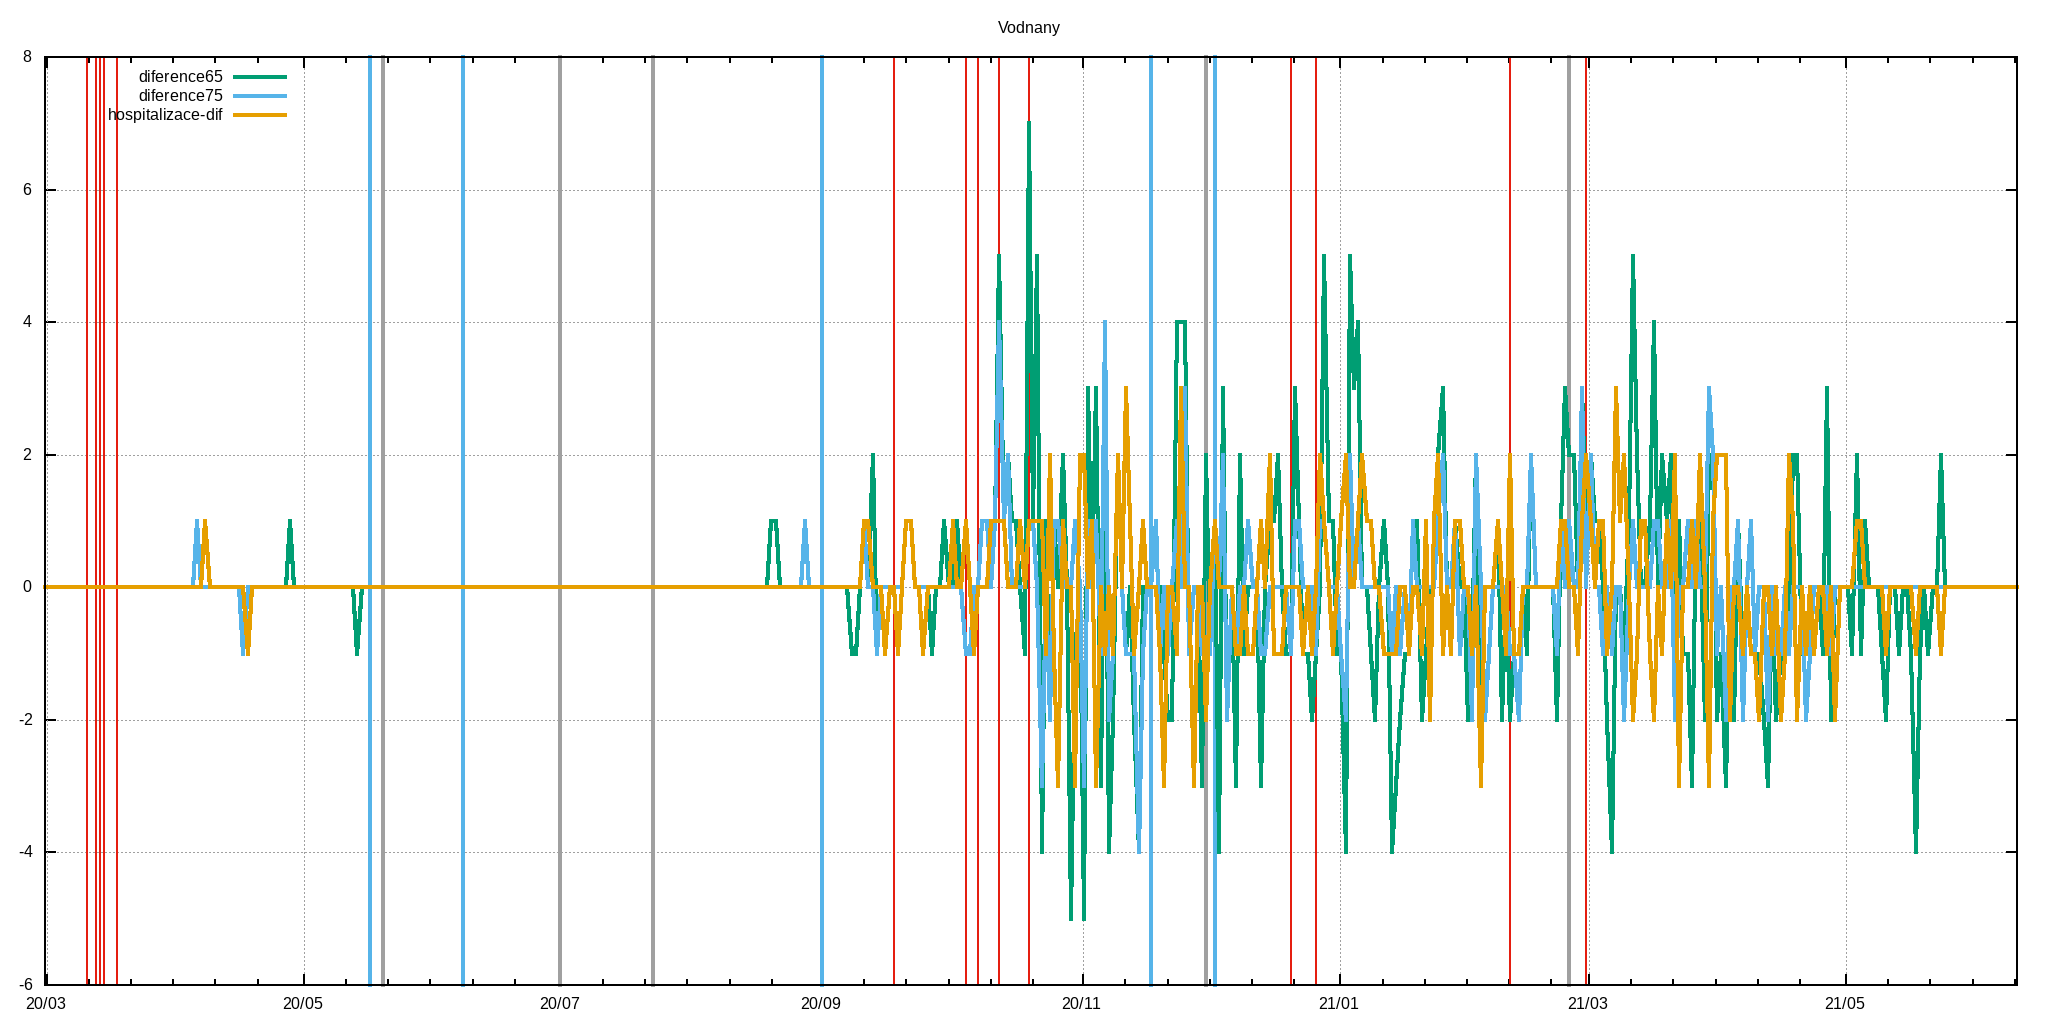 Vodnany
diference65
diference75
hospitalizace-dif
8
6
4
2
0
-2
-4
-6
20/03 20/05 20/07 20/09 20/11 21/01 21/03 21/05